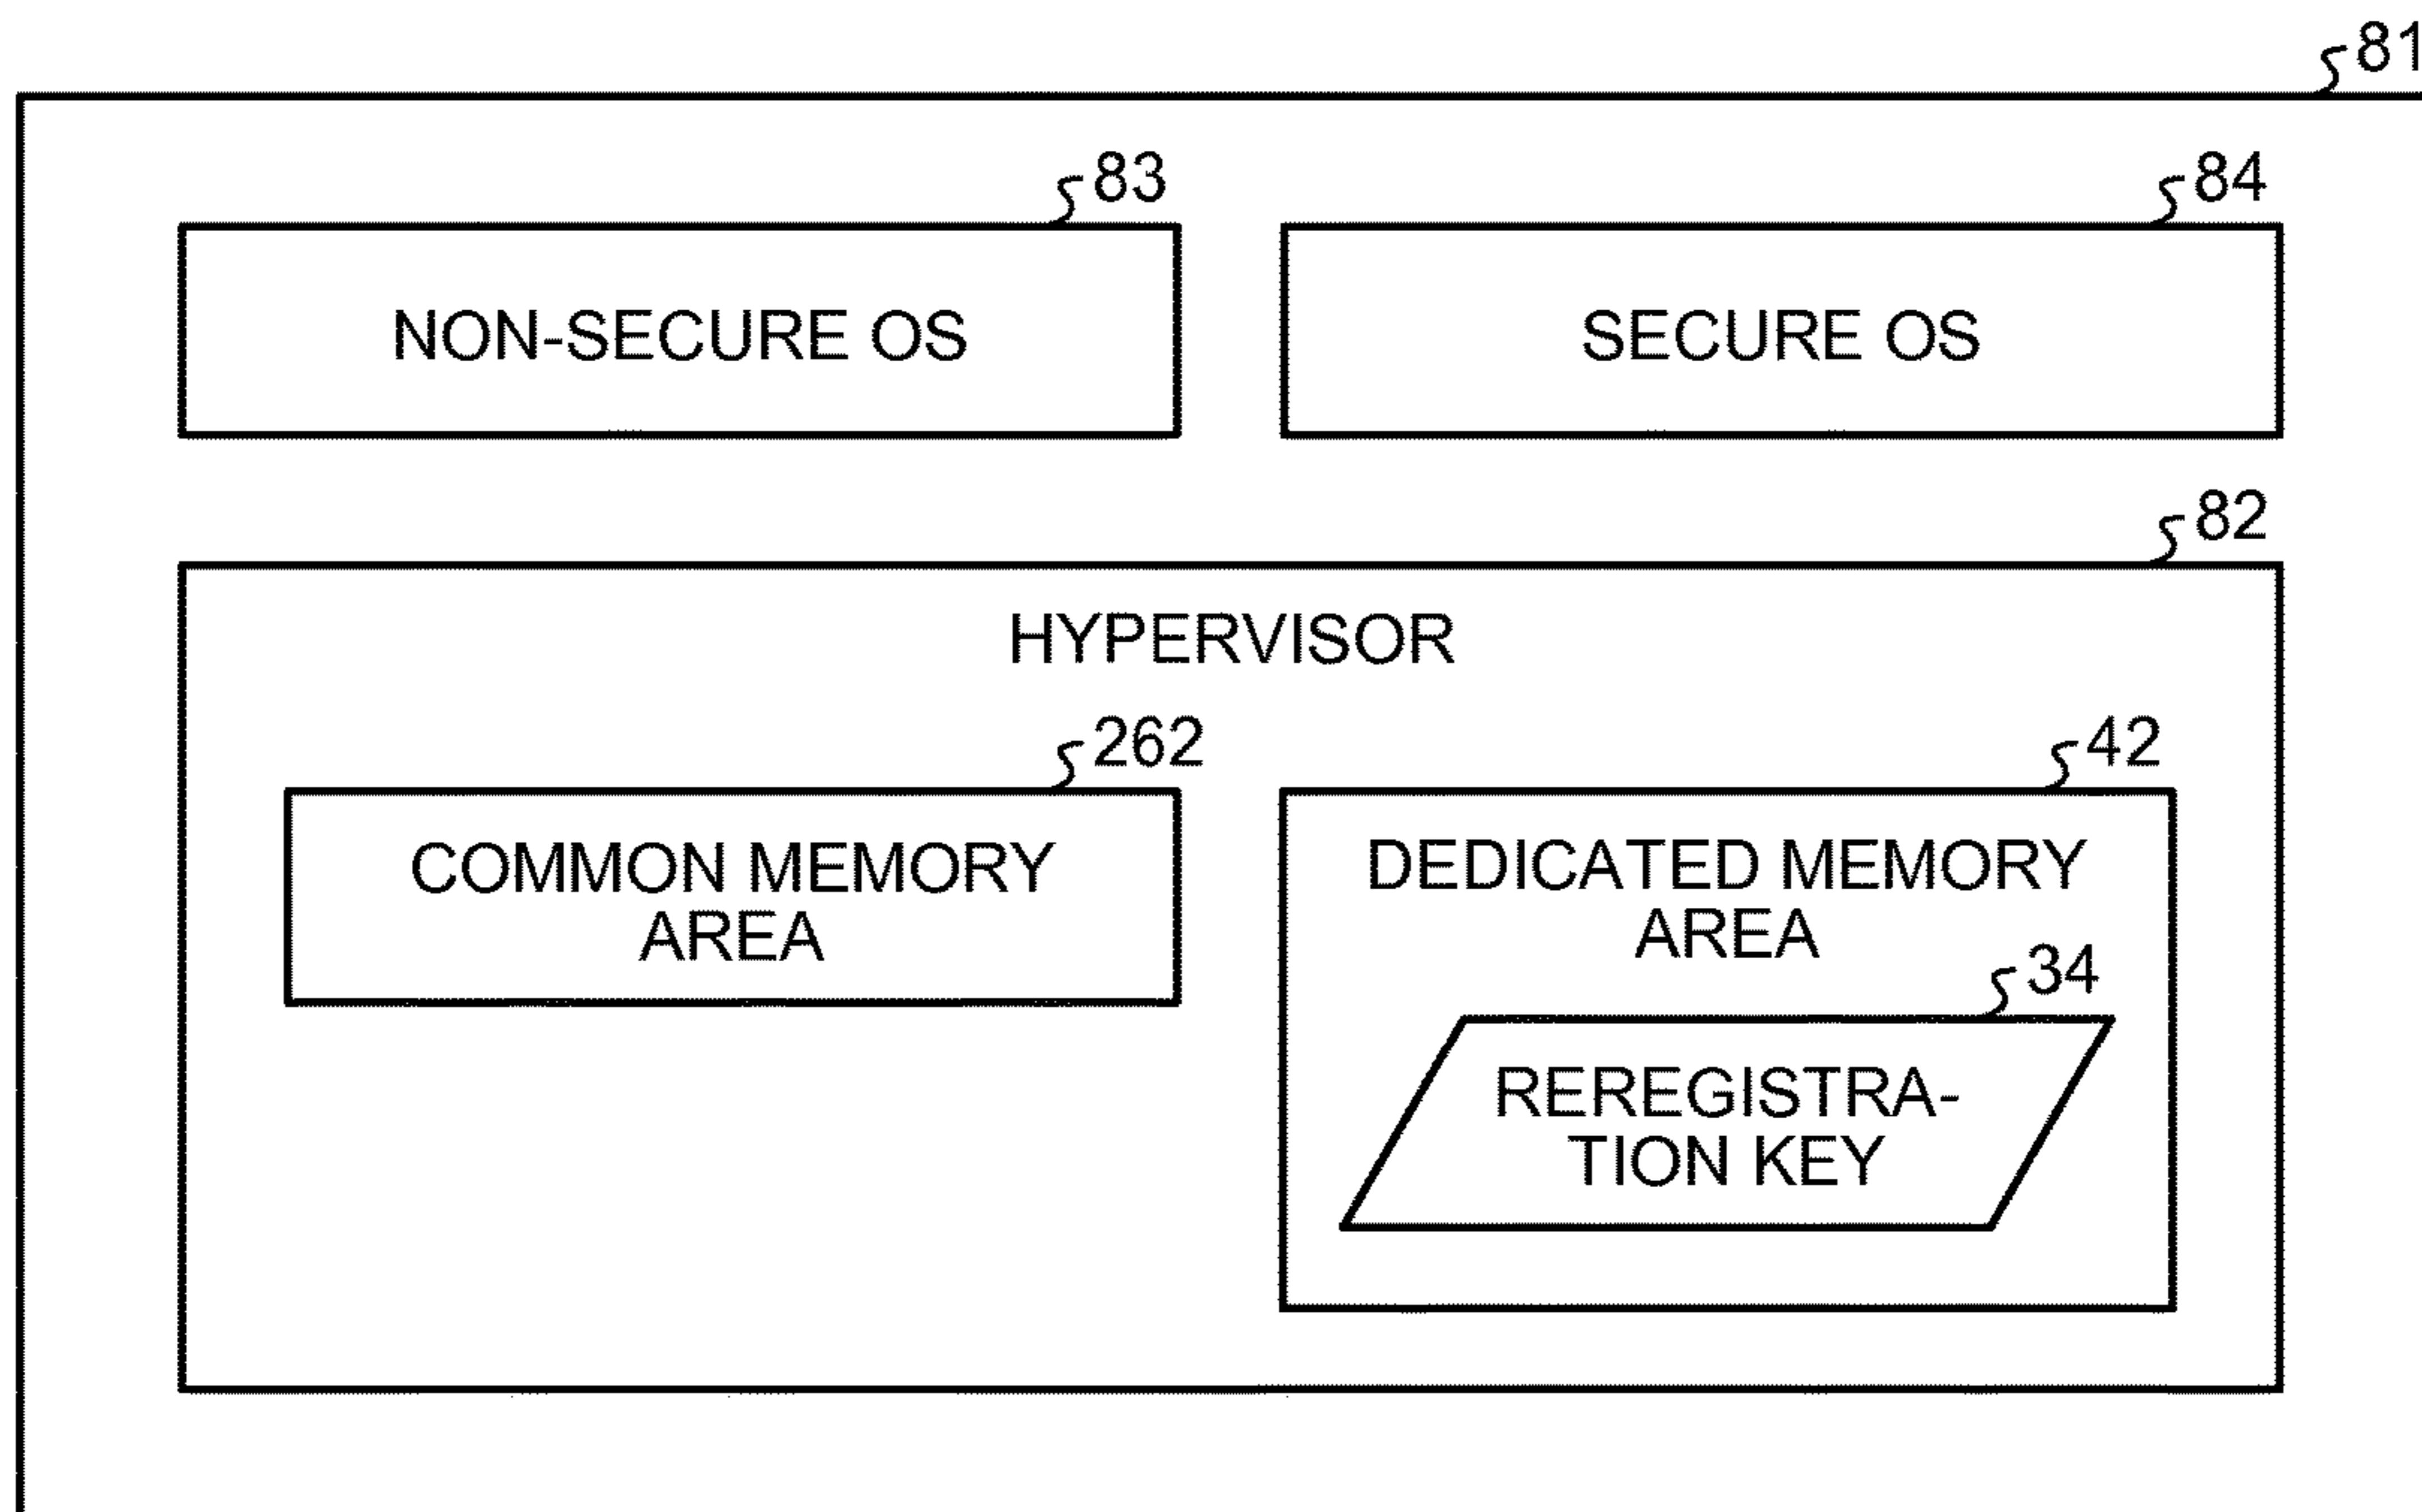 81
83
84
NON-SECURE OS
SECURE OS
82
HYPERVISOR
262
42
COMMON MEMORY
AREA
DEDICATED MEMORY
AREA
34
REREGISTRA-
TION KEY